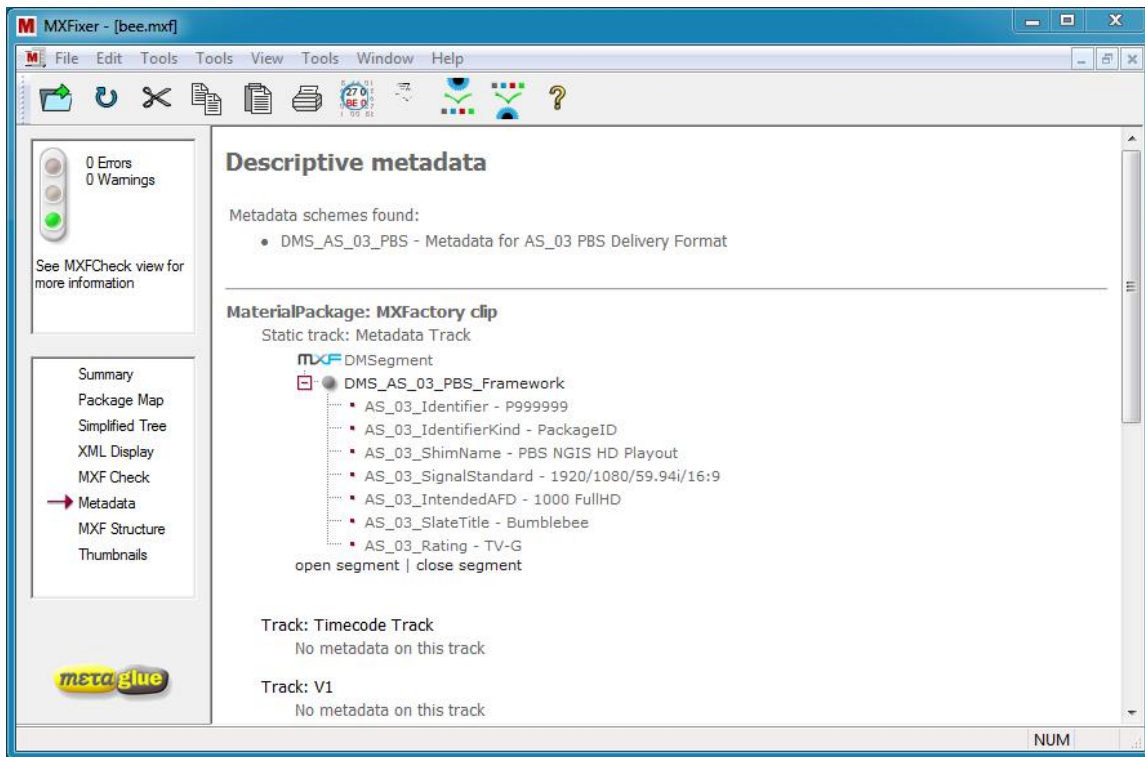 MXFixer - [bee.mxf]
File Edit Tools Tools View Tools Window Help
27 0
BE 0
0 Errors
0 Warnings
See MXFCheck view for
more information
Summary
Package Map
Simplified Tree
XML Display
MXF Check
Metadata
MXF Structure
Thumbnails
metaglue
Descriptive metadata
Metadata schemes found:
• DMS_AS_03_PBS - Metadata for AS_03 PBS Delivery Format
MaterialPackage: MXFactory clip
Static track: Metadata Track
MXF DMSegment
DMS_AS_03_PBS_Framework
AS_03_Identifier - P999999
AS_03_IdentifierKind - PackageID
AS_03_ShimName - PBS NGIS HD Playout
AS_03_SignalStandard - 1920/1080/59.94i/16:9
AS_03_IntendedAFD - 1000 FullHD
AS_03_SlateTitle - Bumblebee
AS_03_Rating - TV-G
open segment | close segment
Track: Timecode Track
No metadata on this track
Track: V1
No metadata on this track
NUM